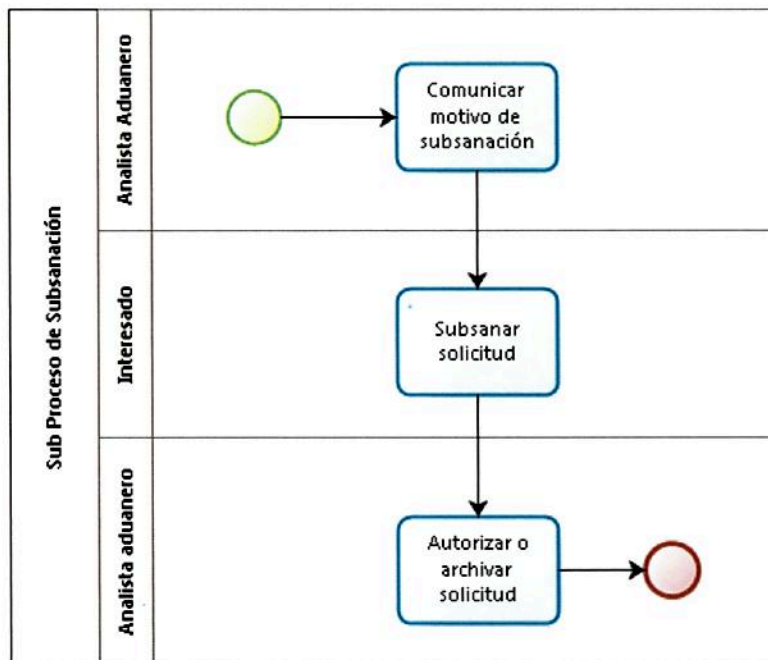 Sub Proceso de Subsanación
Analista Aduanero
Comunicar
motivo de
subsanación
Interesado
Subsanar
solicitud
Analista aduanero
Autorizar o
archivar
solicitud